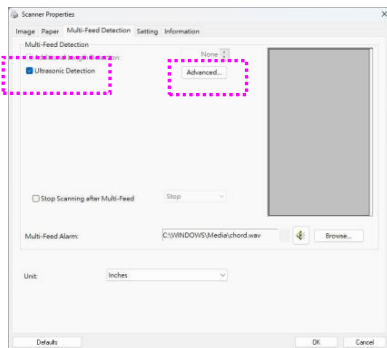 Scanner Properties
Image Paper Multi-Feed Detection Setting Information
Multi-Feed Detection
None
Ultrasonic Detection
Advanced...
Stop Scanning after Multi-Feed
Stop
Multi-Feed Alarm:
C:\WINDOWS\Media\chord.wav
Browse...
Unit:
Inches
Defaults
OK
Cancel